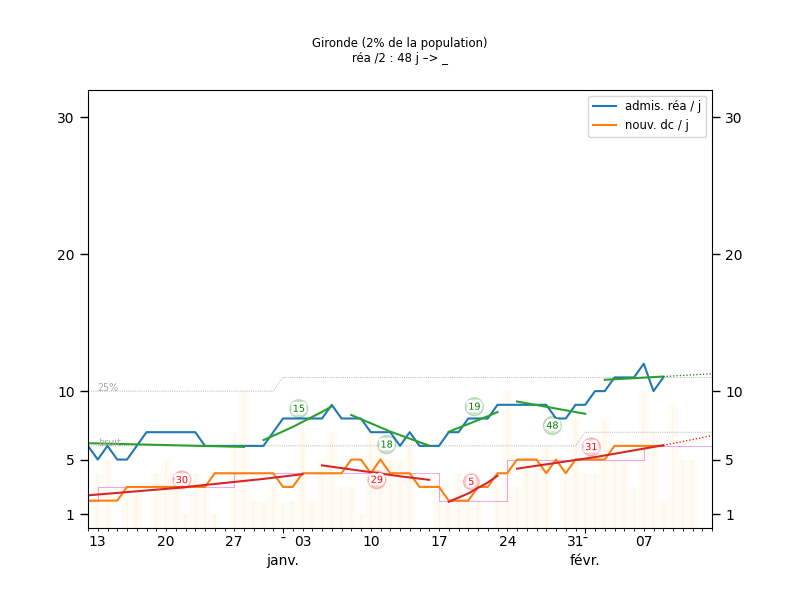 Gironde (2% de la population)
réa /2 : 48 j –> _
admis. réa / j
nouv. dc / j
30 30
20 20
25%
10 10
15
19
48
bruit
18
31
5 5
30
29
5
1 1
13 20 27 - 03 10 17 24 31 - 07
janv. févr.